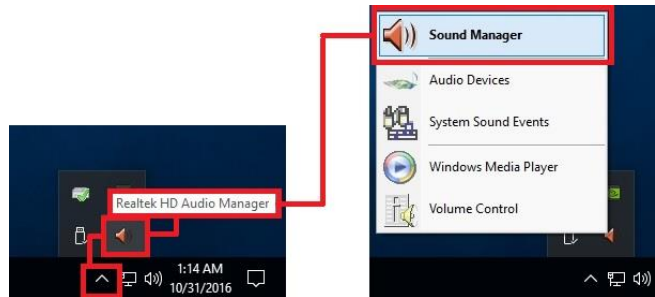 Realtek HD Audio Manager
1:14 AM
10/31/2016
Sound Manager
Audio Devices
System Sound Events
Windows Media Player
Volume Control